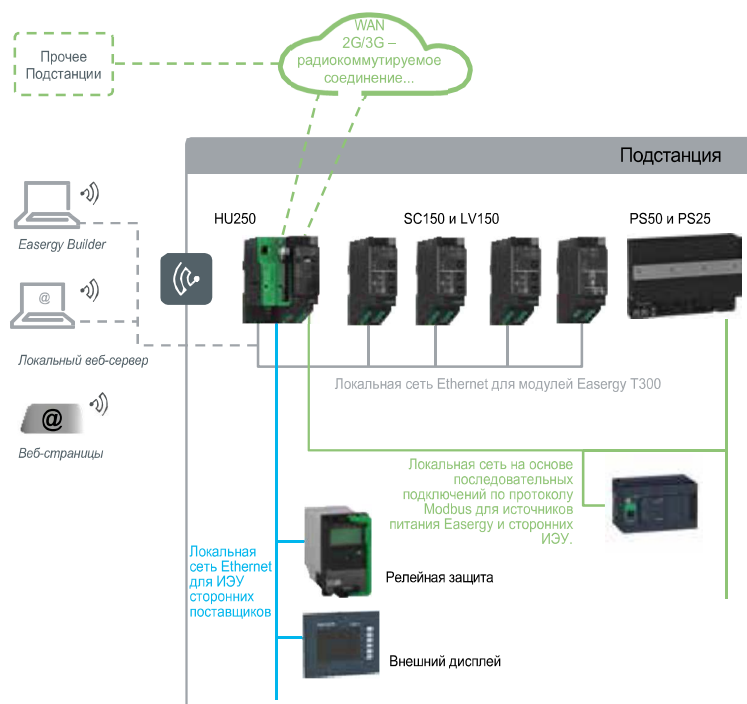 WAN
2G/3G –
радиокоммутируемое
соединение...
Прочее
Подстанции
Подстанция
HU250
SC150 и LV150
PS50 и PS25
Easergy Builder
@
Локальный веб-сервер
@
Веб-страницы
Локальная сеть Ethernet для модулей Easergy T300
Локальная сеть на основе
последовательных
подключений по протоколу
Modbus для источников
питания Easergy и сторонних
ИЭУ.
Локальная
сеть Ethernet
для ИЭУ
сторонних
поставщиков
Релейная защита
Внешний дисплей